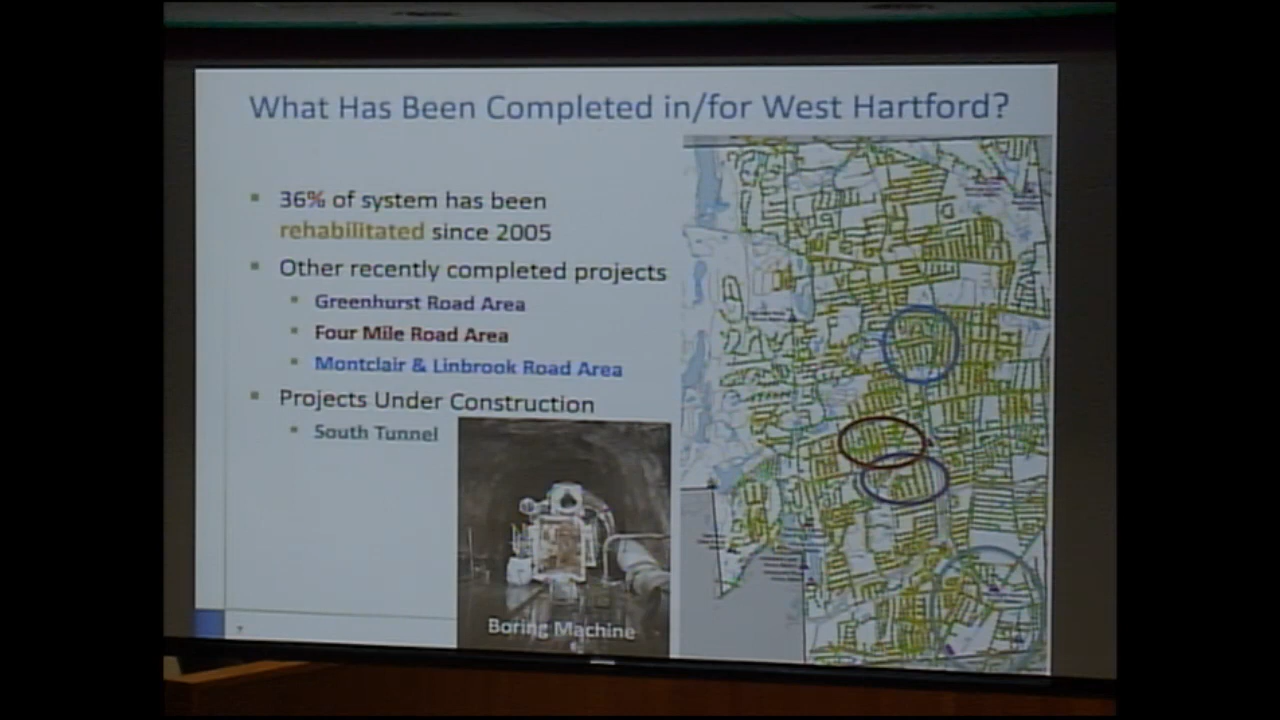 What Has Been Completed in/for West Hartford?
36% of system has been
rehabilitated since 2005
Other recently completed projects
Greenhurst Road Area
Four Mile Road Area
Montclair & Linbrook Road Area
Projects Under Construction
South Tunnel
Boring Machine
7